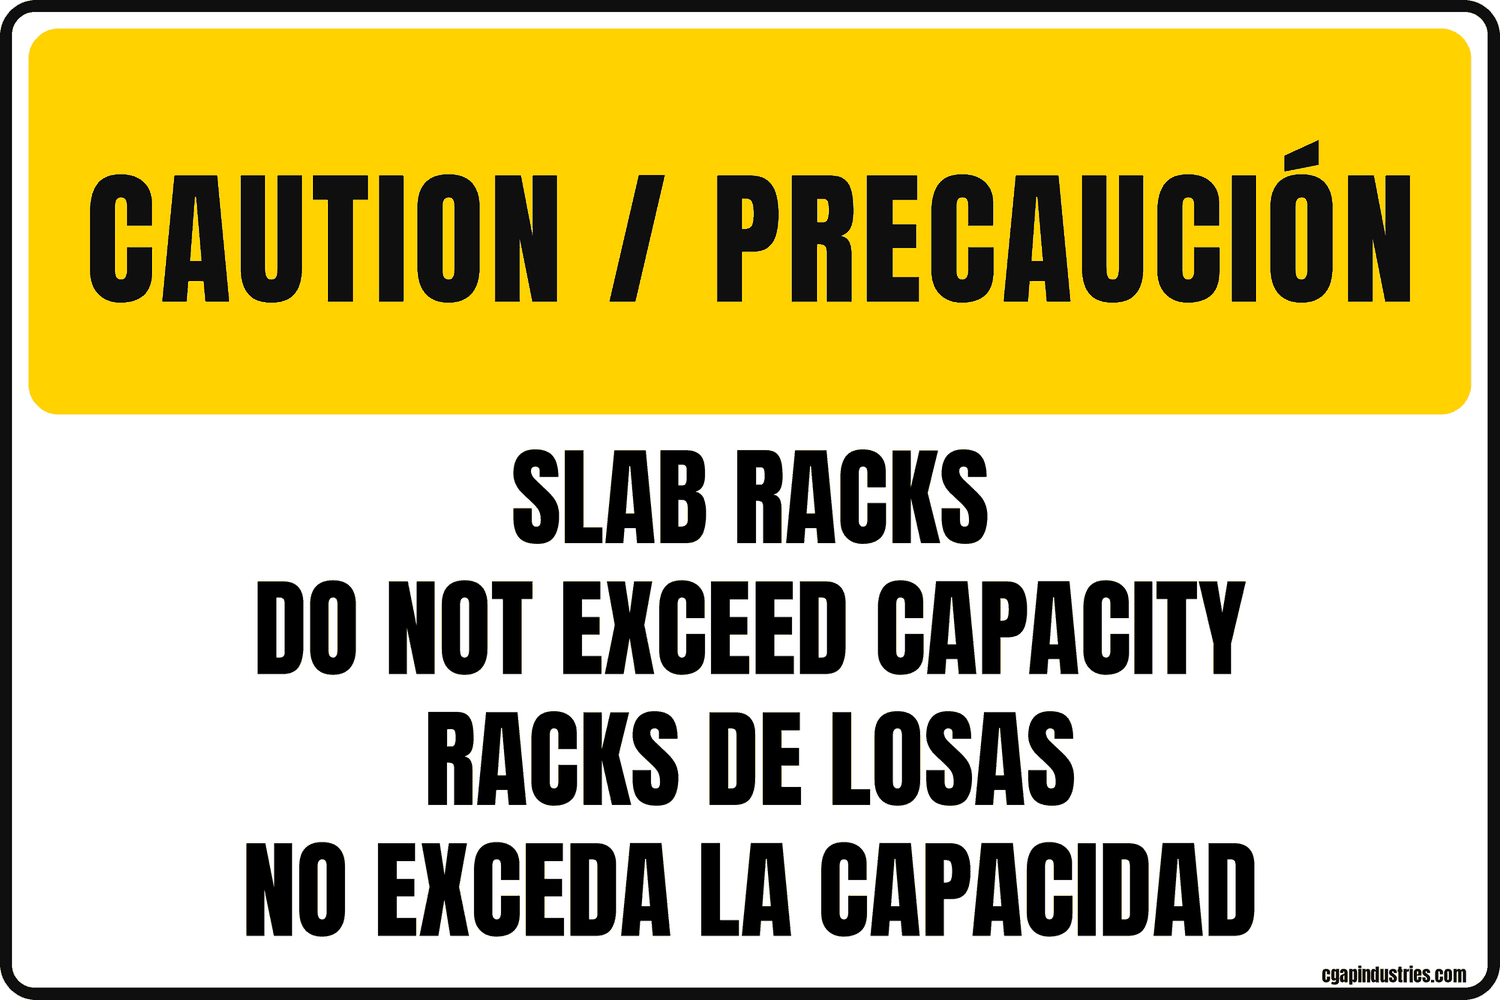 CAUTION / PRECAUCIÓN
SLAB RACKS
DO NOT EXCEED CAPACITY
RACKS DE LOSAS
NO EXCEDA LA CAPACIDAD
cgapindustries.com